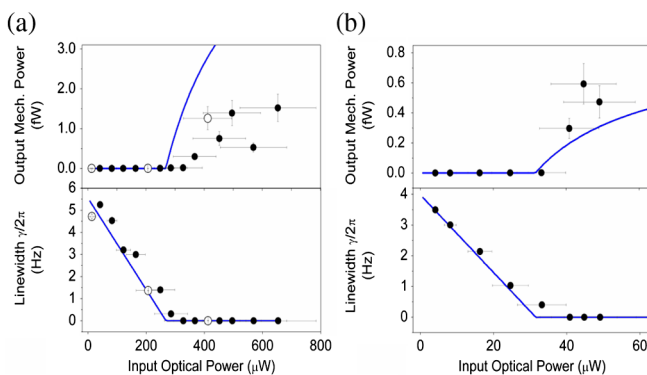 (a)
Output Mech. Power
(fW)
3.0
2.0
1.0
0.0
Linewidth γ/2π
(Hz)
6
5
4
3
2
1
0
0 200 400 600 800
Input Optical Power (μW)
(b)
Output Mech. Power
(fW)
0.8
0.6
0.4
0.2
0.0
Linewidth γ/2π
(Hz)
4
3
2
1
0
0 20 40 60
Input Optical Power (μW)